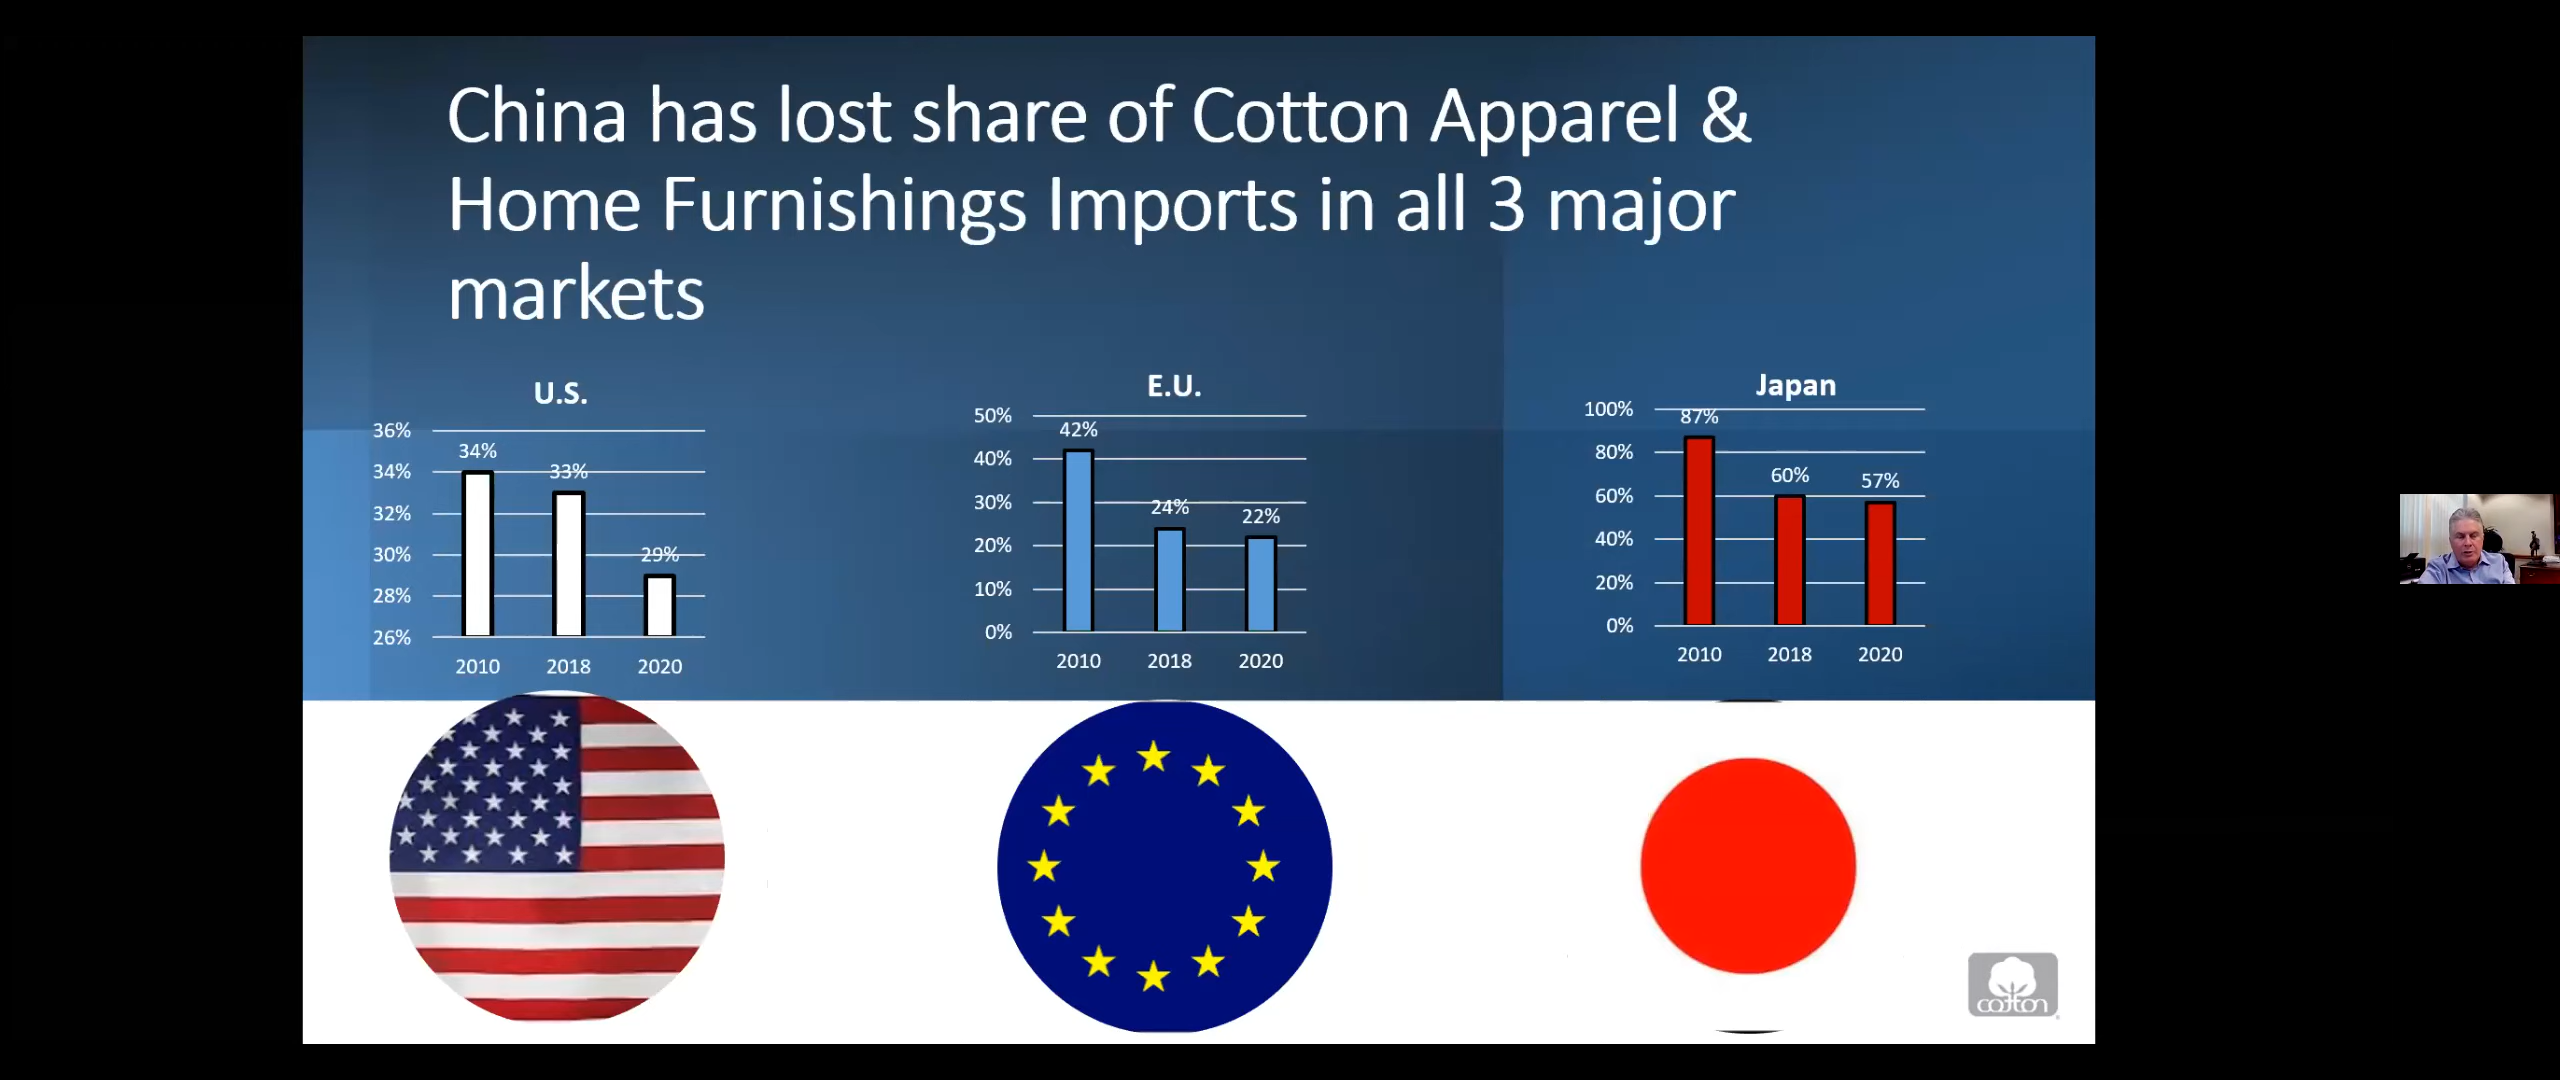 China has lost share of Cotton Apparel &
Home Furnishings Imports in all 3 major
markets
U.S.
36%
34%
32%
30%
28%
26%
34%
33%
29%
2010 2018 2020
E.U.
50%
40%
30%
20%
10%
0%
42%
24%
22%
2010 2018 2020
Japan
100%
80%
60%
40%
20%
0%
87%
60%
57%
2010 2018 2020
cotton